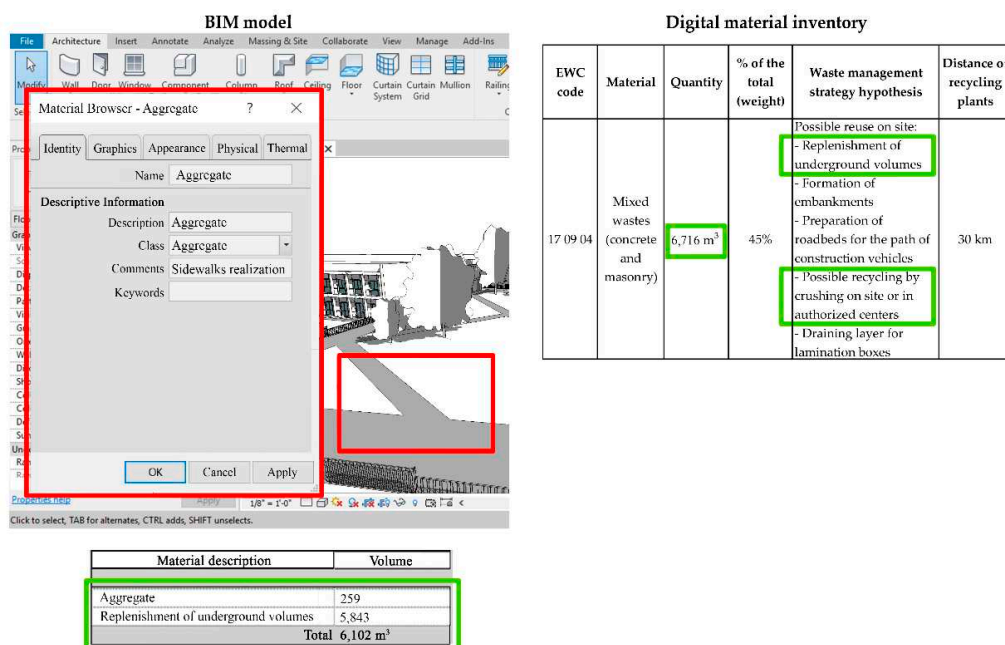 BIM model
File Architecture Insert Annotate Analyze Massing & Site Collaborate View Manage Add-Ins
Modify Wall Door Window Component Column Roof Ceiling Floor Curtain System Curtain Grid Mullion Railing
Material Browser - Aggregate ? ×
Identity Graphics Appearance Physical Thermal
Name Aggregate
Descriptive Information
Description Aggregate
Class Aggregate
Comments Sidewalks realization
Keywords
OK Cancel Apply
Properties help Apply 1/8" = 1'-0"
Click to select, TAB for alternates, CTRL adds, SHIFT unselects.
Material description Volume
Aggregate 259
Replenishment of underground volumes 5,843
Total 6,102 m³
Digital material inventory
EWC code
Material
Quantity
% of the total (weight)
Waste management strategy hypothesis
Distance o
recycling
plants
17 09 04
Mixed
wastes
(concrete
and
masonry)
6,716 m³
45%
Possible reuse on site:
- Replenishment of
underground volumes
- Formation of
embankments
- Preparation of
roadbeds for the path of
construction vehicles
- Possible recycling by
crushing on site or in
authorized centers
- Draining layer for
lamination boxes
30 km